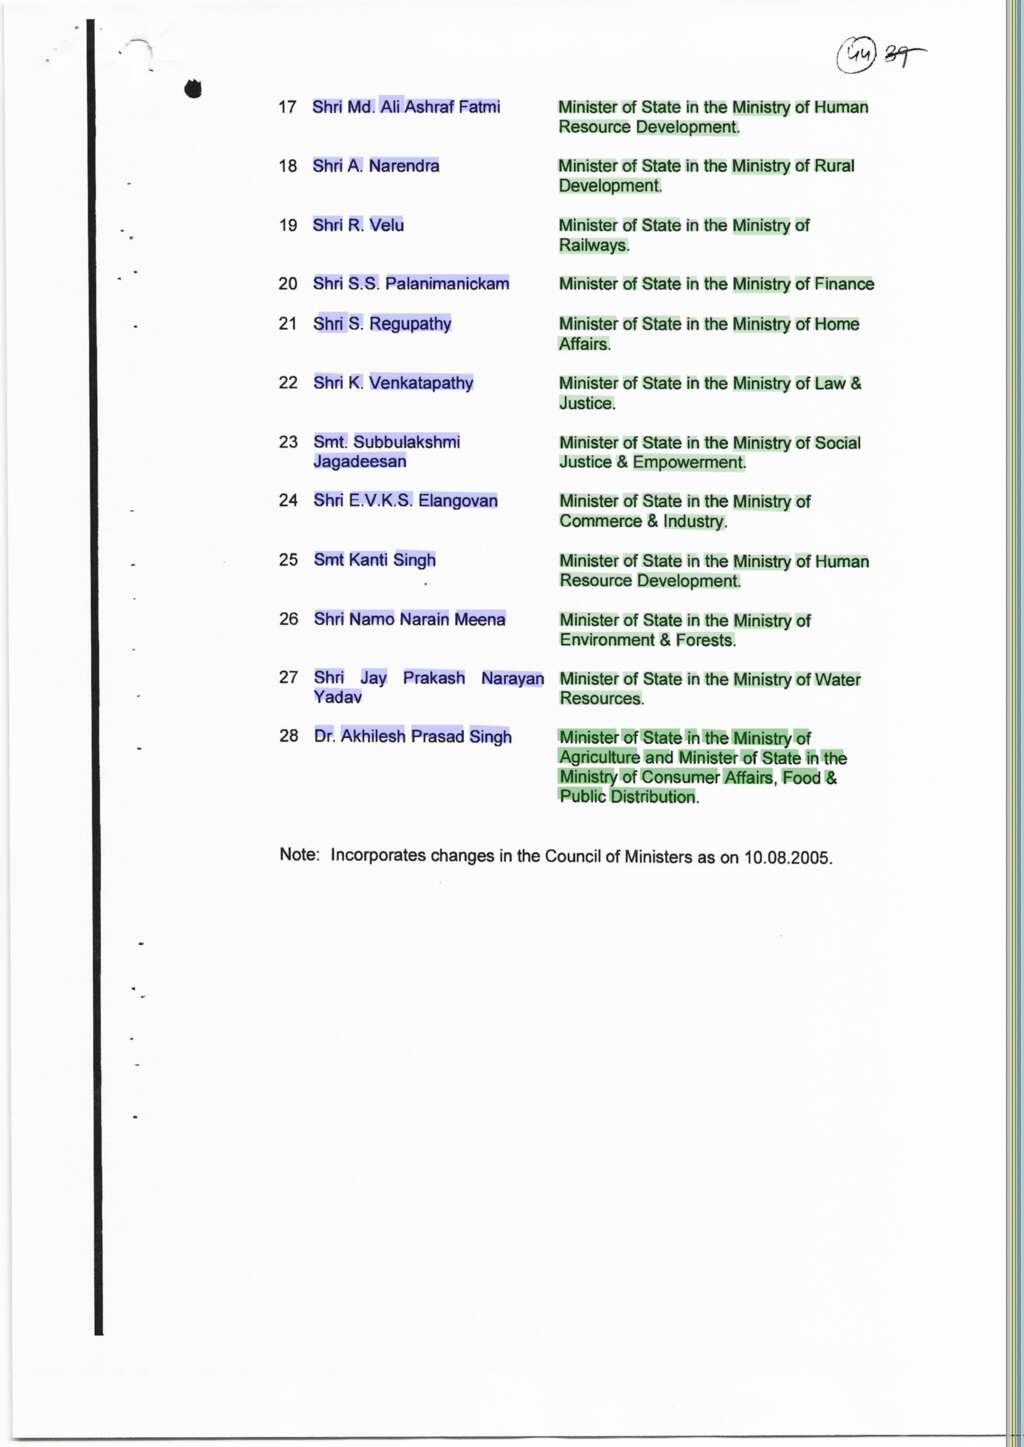 44 39
17 Shri Md. Ali Ashraf Fatmi Minister of State in the Ministry of Human
Resource Development.
18 Shri A. Narendra Minister of State in the Ministry of Rural
Development.
19 Shri R. Velu Minister of State in the Ministry of
Railways.
20 Shri S.S. Palanimanickam Minister of State in the Ministry of Finance
21 Shri S. Regupathy Minister of State in the Ministry of Home
Affairs.
22 Shri K. Venkatapathy Minister of State in the Ministry of Law &
Justice.
23 Smt. Subbulakshmi Minister of State in the Ministry of Social
Jagadeesan Justice & Empowerment.
24 Shri E.V.K.S. Elangovan Minister of State in the Ministry of
Commerce & Industry.
25 Smt Kanti Singh Minister of State in the Ministry of Human
Resource Development.
26 Shri Namo Narain Meena Minister of State in the Ministry of
Environment & Forests.
27 Shri Jay Prakash Narayan Minister of State in the Ministry of Water
Yadav Resources.
28 Dr. Akhilesh Prasad Singh Minister of State in the Ministry of
Agriculture and Minister of State in the
Ministry of Consumer Affairs, Food &
Public Distribution.
Note: Incorporates changes in the Council of Ministers as on 10.08.2005.